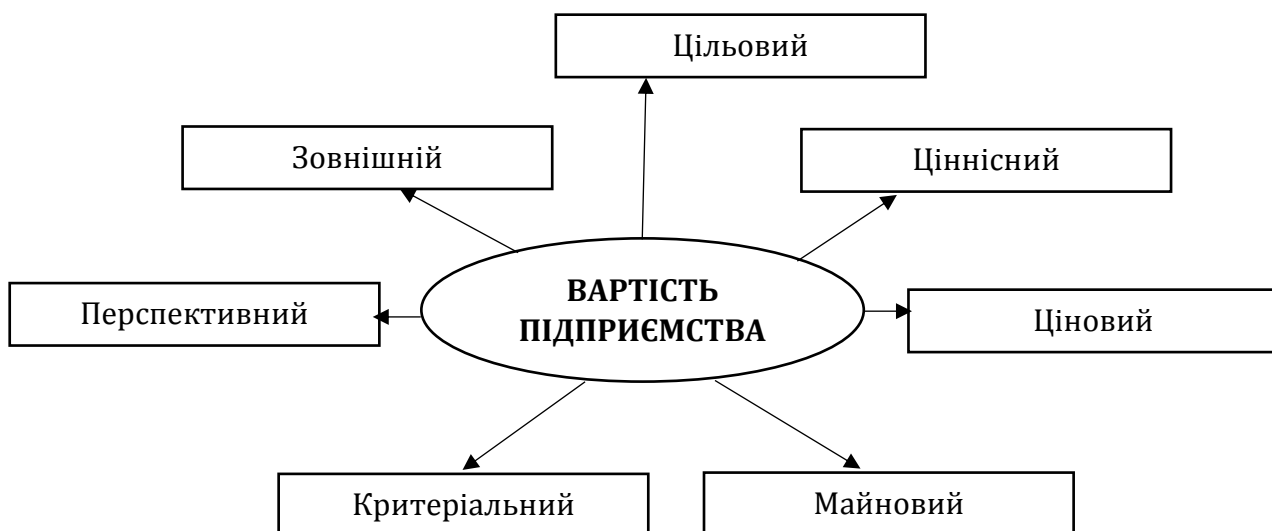 Цільовий
Зовнішній
Ціннісний
ВАРТІСТЬ
ПІДПРИЄМСТВА
Перспективний
Ціновий
Критеріальний
Майновий